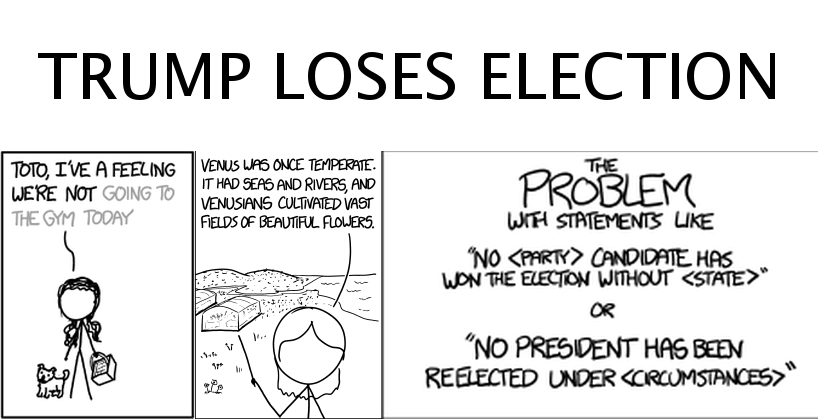 TRUMP LOSES ELECTION
TOTO, I'VE A FEELING
WE'RE NOT GOING TO
THE GYM TODAY
VENUS WAS ONCE TEMPERATE.
IT HAD SEAS AND RIVERS, AND
VENUSIANS CULTIVATED VAST
FIELDS OF BEAUTIFUL FLOWERS.
THE
PROBLEM
WITH STATEMENTS LIKE
"NO <PARTY> CANDIDATE HAS
WON THE ELECTION WITHOUT <STATE>"
OR
"NO PRESIDENT HAS BEEN
REELECTED UNDER <CIRCUMSTANCES>"